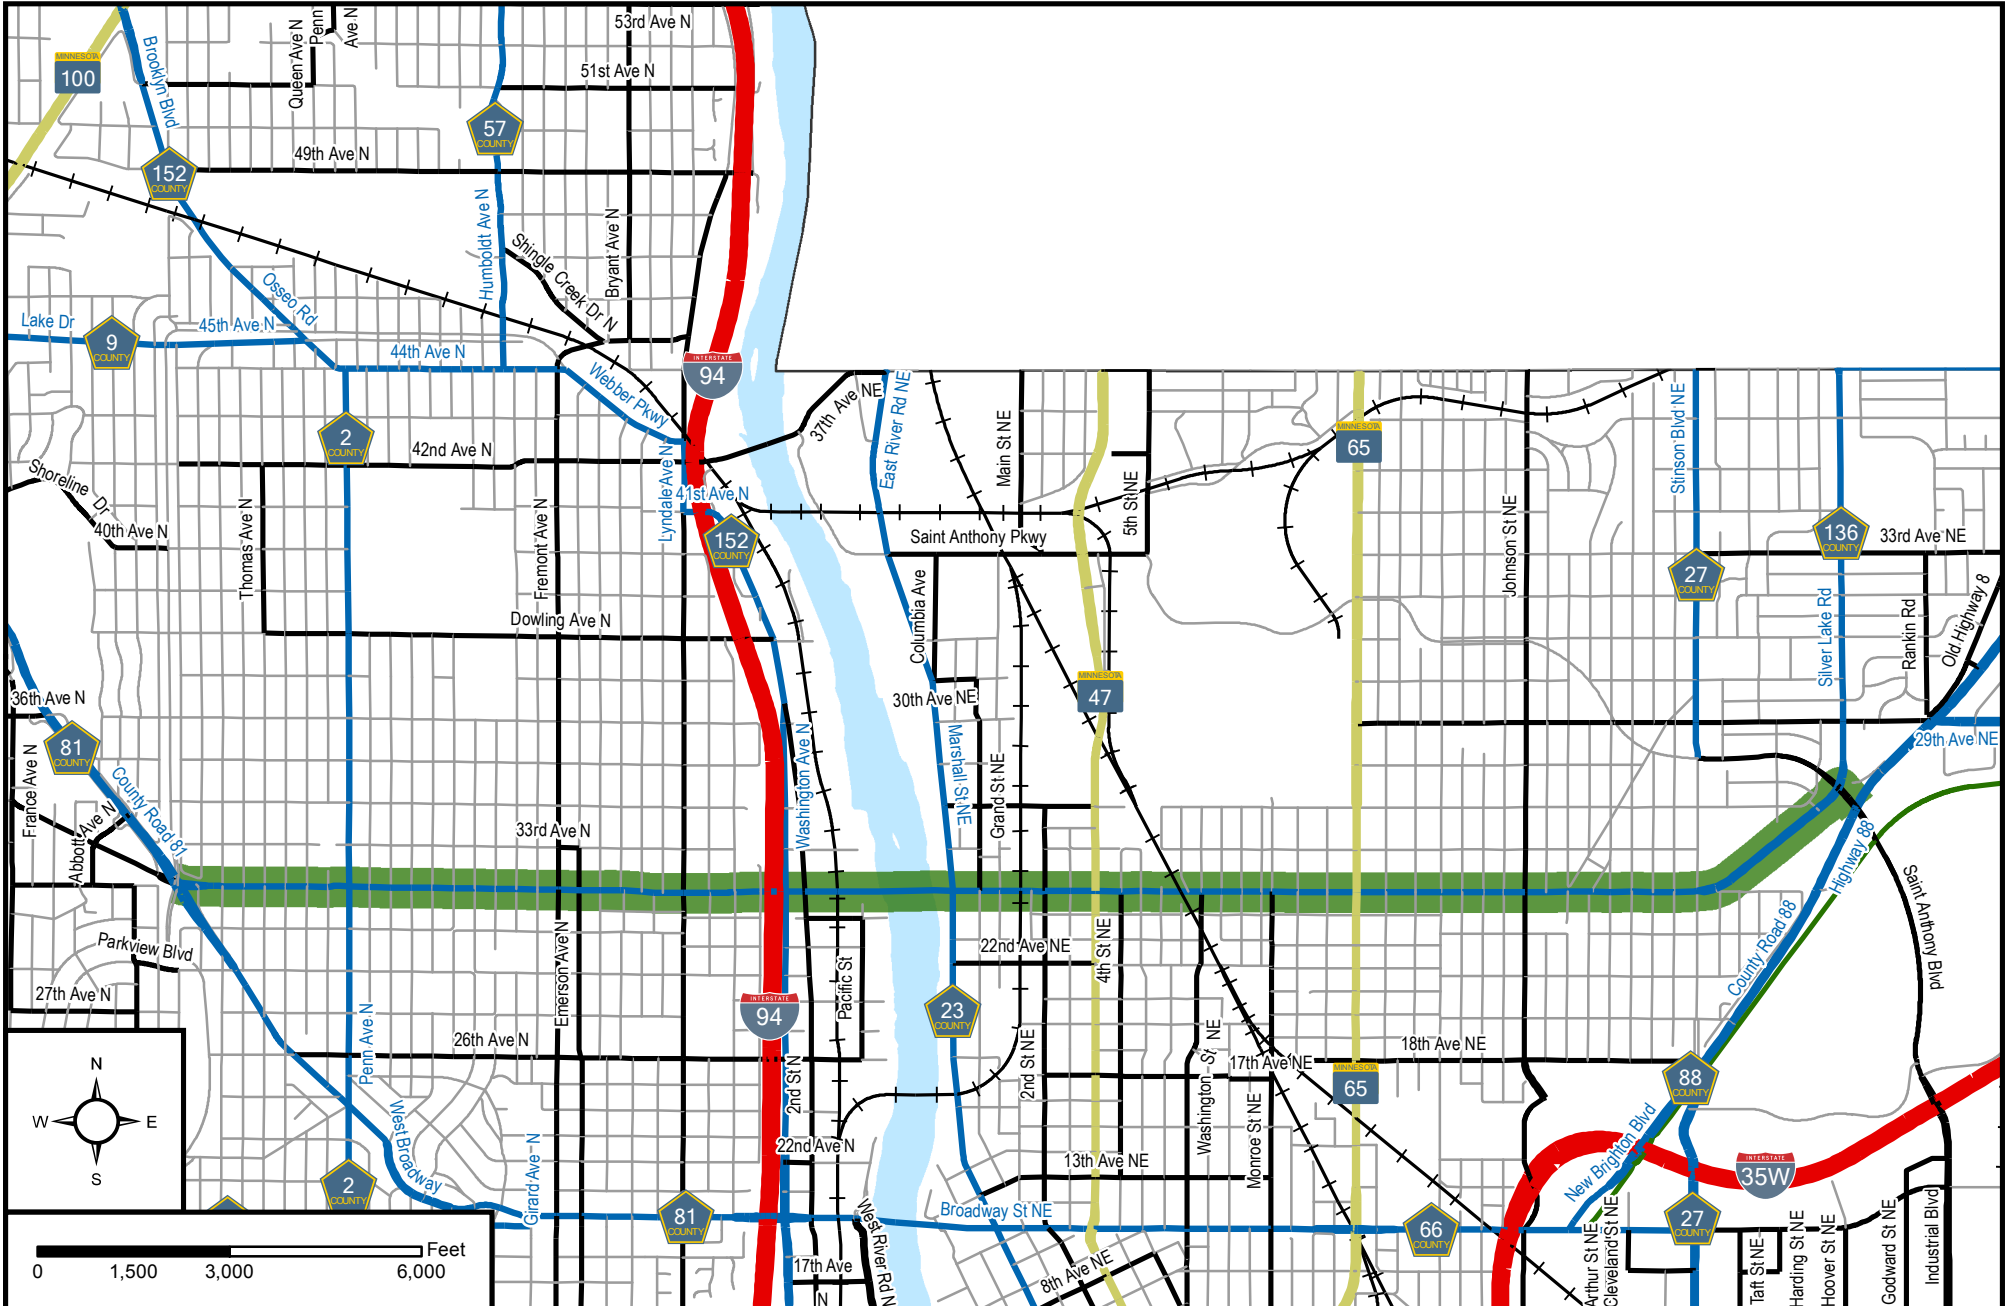 53rd Ave N
Penn
Ave N
Queen Ave N
MINNESOTA
100
Brooklyn Blvd
51st Ave N
57
COUNTY
49th Ave N
152
COUNTY
Humboldt Ave N
Bryant Ave N
Shingle Creek Dr N
Osseo Rd
Lake Dr
9
COUNTY
45th Ave N
44th Ave N
INTERSTATE
94
Webber Pkwy
37th Ave NE
East River Rd NE
Main St NE
MINNESOTA
65
Stinson Blvd NE
2
COUNTY
42nd Ave N
Lyndale Ave N
41st Ave N
Shoreline Dr
40th Ave N
Thomas Ave N
Fremont Ave N
152
COUNTY
Saint Anthony Pkwy
5th St NE
Johnson St NE
136
COUNTY
33rd Ave NE
27
COUNTY
Columbia Ave
Dowling Ave N
Silver Lake Rd
Rankin Rd
Old Highway 8
36th Ave N
30th Ave NE
MINNESOTA
47
81
COUNTY
France Ave N
County Road 81
Abbott Ave N
Washington Ave N
Marshall St NE
Grand St NE
29th Ave NE
33rd Ave N
Highway 88
Saint Anthony Blvd
County Road 88
Parkview Blvd
Emerson Ave N
Pacific St
22nd Ave NE
4th St NE
27th Ave N
INTERSTATE
94
23
COUNTY
Penn Ave N
26th Ave N
2nd St N
2nd St NE
Washington St NE
17th Ave NE
18th Ave NE
MINNESOTA
65
88
COUNTY
N
W
E
S
West Broadway
22nd Ave N
13th Ave NE
Monroe St NE
New Brighton Blvd
INTERSTATE
35W
2
COUNTY
Girard Ave N
81
COUNTY
West River Rd N
Broadway St NE
66
COUNTY
27
COUNTY
Feet
0
1,500
3,000
6,000
17th Ave
N
8th Ave NE
Arthur St NE
Cleveland St NE
Taft St NE
Harding St NE
Hoover St NE
Godward St NE
Industrial Blvd